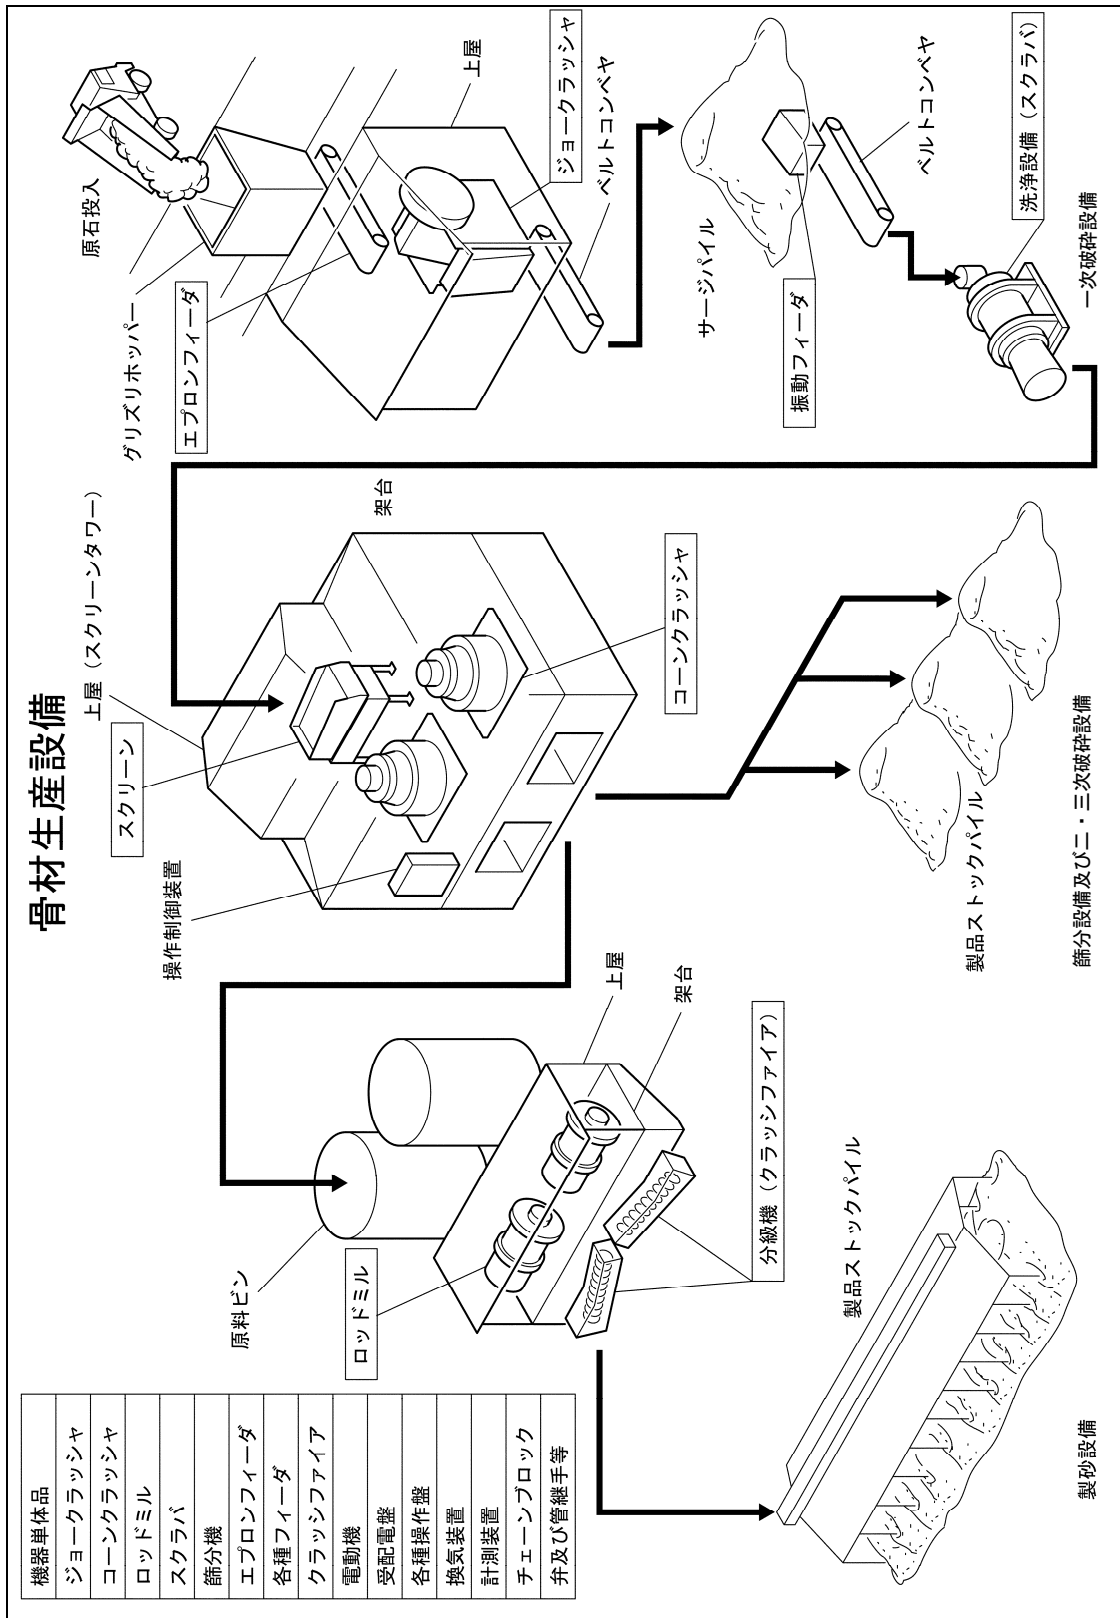 骨材生産設備
原石投入
グリズリホッパー
エプロンフィーダ
上屋
ジョークラッシャ
ベルトコンベヤ
サージパイル
振動フィーダ
ベルトコンベヤ
洗浄設備（スクラバ）
一次破砕設備
上屋（スクリーンタワー）
スクリーン
操作制御装置
架台
コーンクラッシャ
製品ストックパイル
篩分設備及び二・三次破砕設備
原料ビン
ロッドミル
上屋
架台
分級機（クラッシファイア）
製品ストックパイル
製砂設備
機器単体品
ジョークラッシャ
コーンクラッシャ
ロッドミル
スクラバ
篩分機
エプロンフィーダ
各種フィーダ
クラッシファイア
電動機
受配電盤
各種操作盤
換気装置
計測装置
チェーンブロック
弁及び管継手等